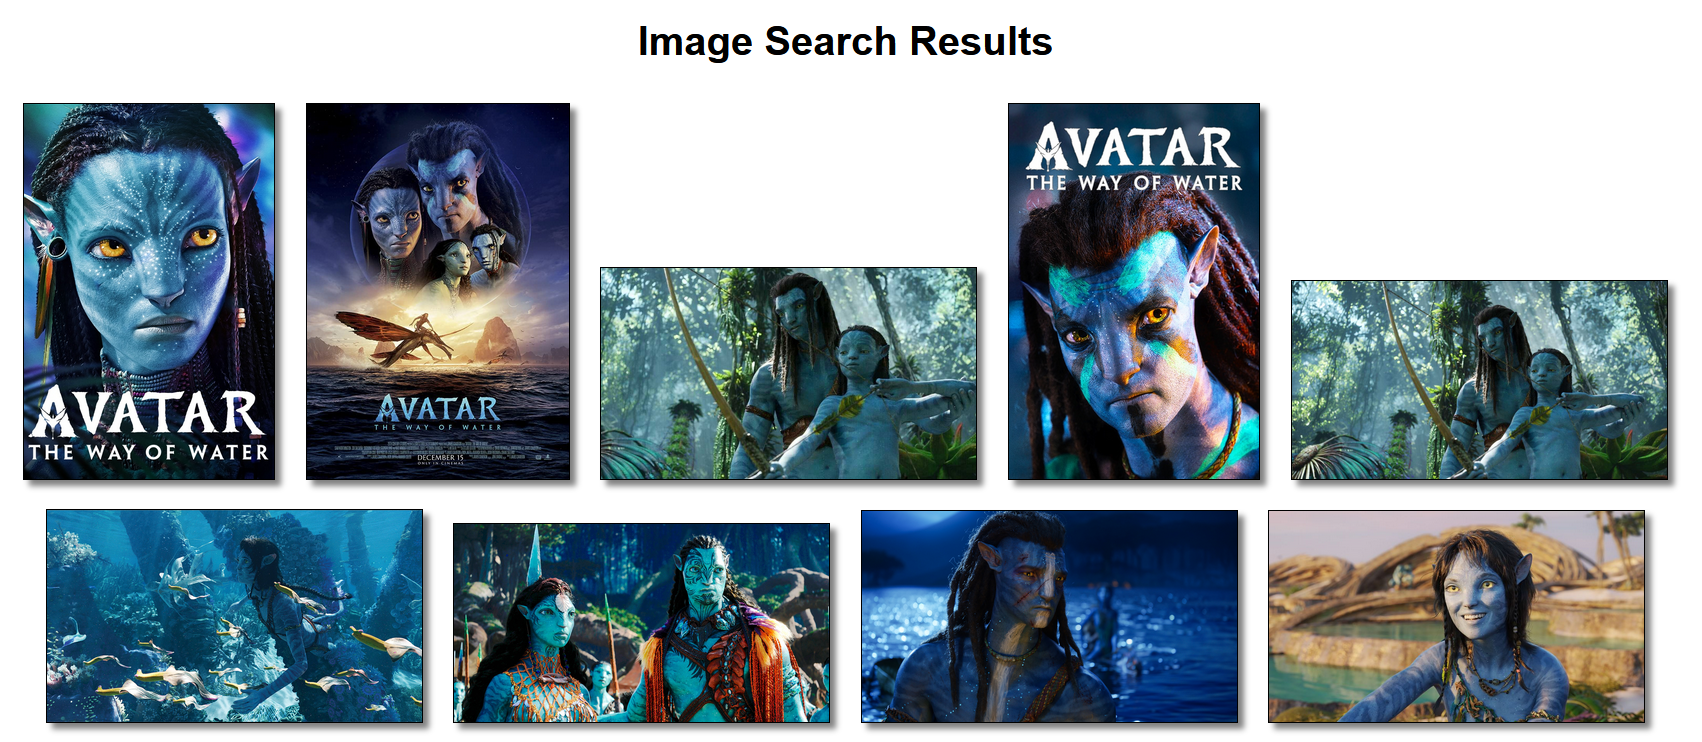 Image Search Results
AVATAR
THE WAY OF WATER
AVATAR
THE WAY OF WATER
DECEMBER 15
ONLY IN CINEMAS
AVATAR
THE WAY OF WATER